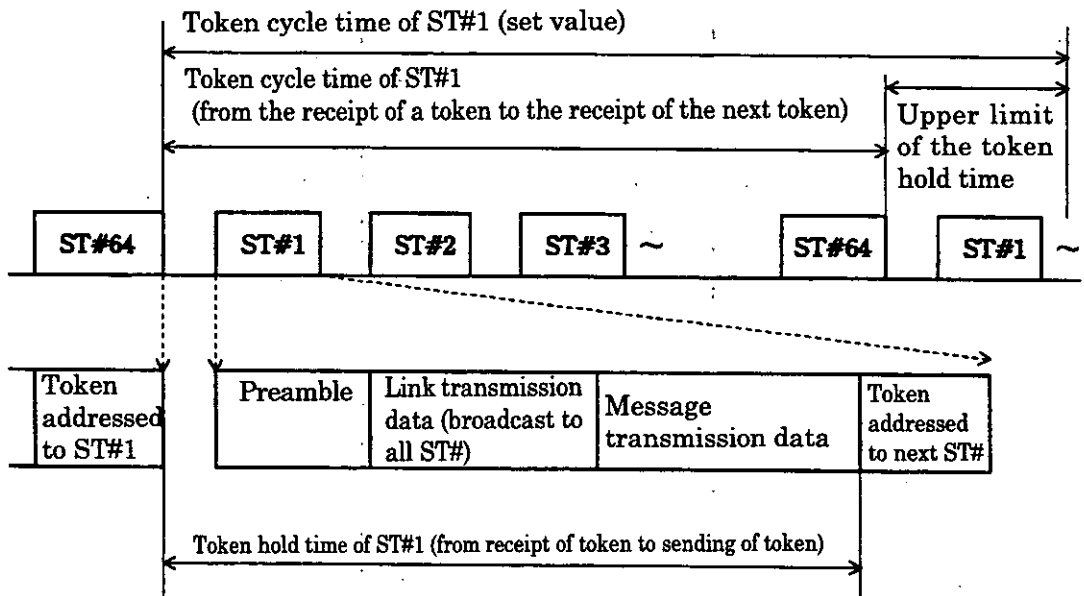 Token cycle time of ST#1 (set value)
Token cycle time of ST#1
(from the receipt of a token to the receipt of the next token)
Upper limit
of the token
hold time
ST#64
ST#1
ST#2
ST#3
~
ST#64
ST#1
~
Token
addressed
to ST#1
Preamble
Link transmission
data (broadcast to
all ST#)
Message
transmission data
Token
addressed
to next ST#
Token hold time of ST#1 (from receipt of token to sending of token)